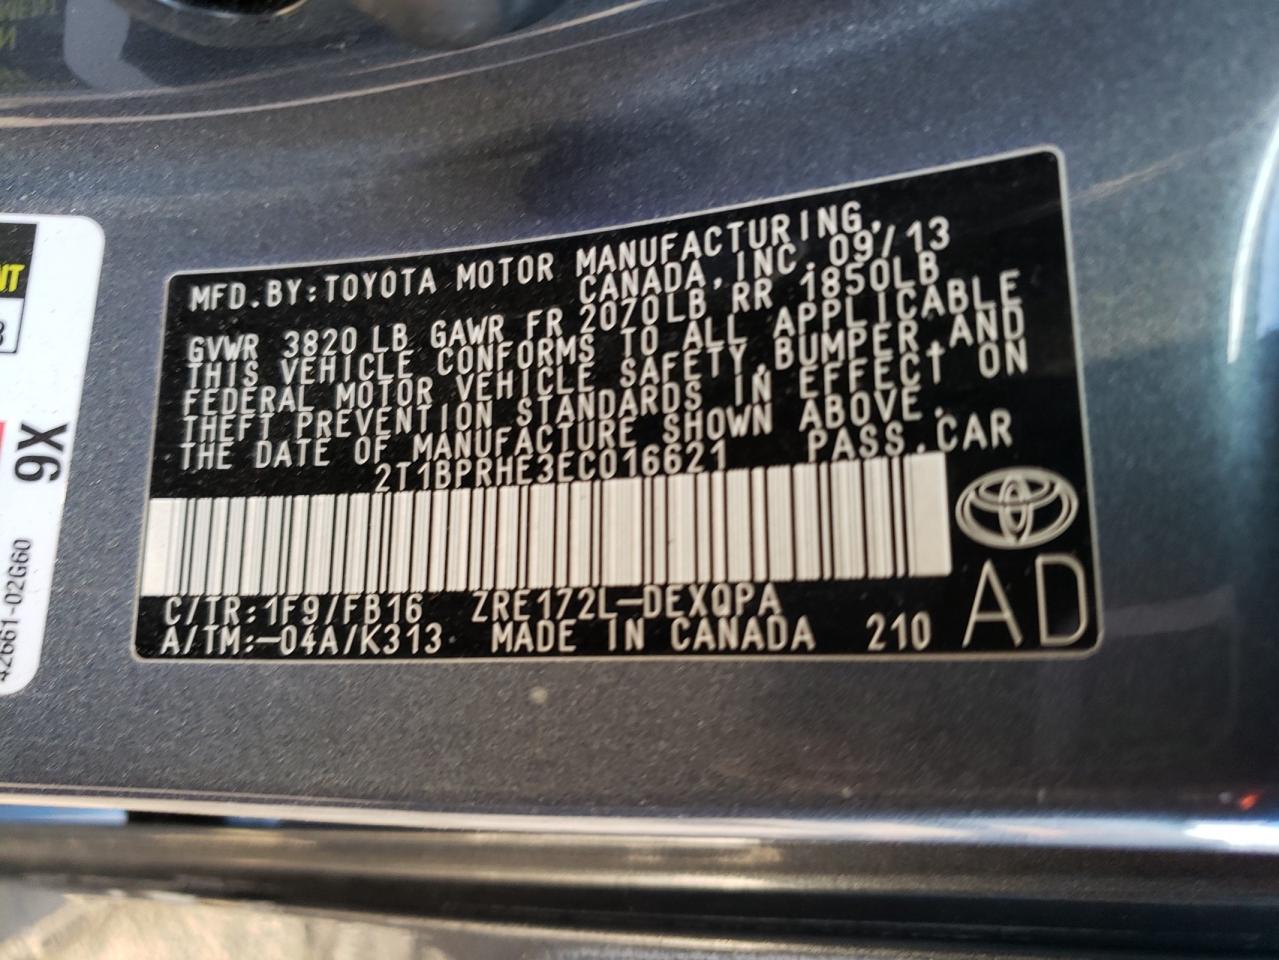 MFD.BY:TOYOTA MOTOR MANUFACTURING,
CANADA,INC. 09/13
GVWR 3820 LB GAWR FR 2070LB RR 1850LB
THIS VEHICLE CONFORMS TO ALL APPLICABLE
FEDERAL MOTOR VEHICLE SAFETY,BUMPER,AND
THEFT PREVENTION STANDARDS IN EFFECT ON
THE DATE OF MANUFACTURE SHOWN ABOVE.
2T1BPRHE3EC016621 PASS.CAR
C/TR:1F9/FB16 ZRE172L-DEXQPA
A/TM:-04A/K313 MADE IN CANADA 210 AD
9X
42661-02G60